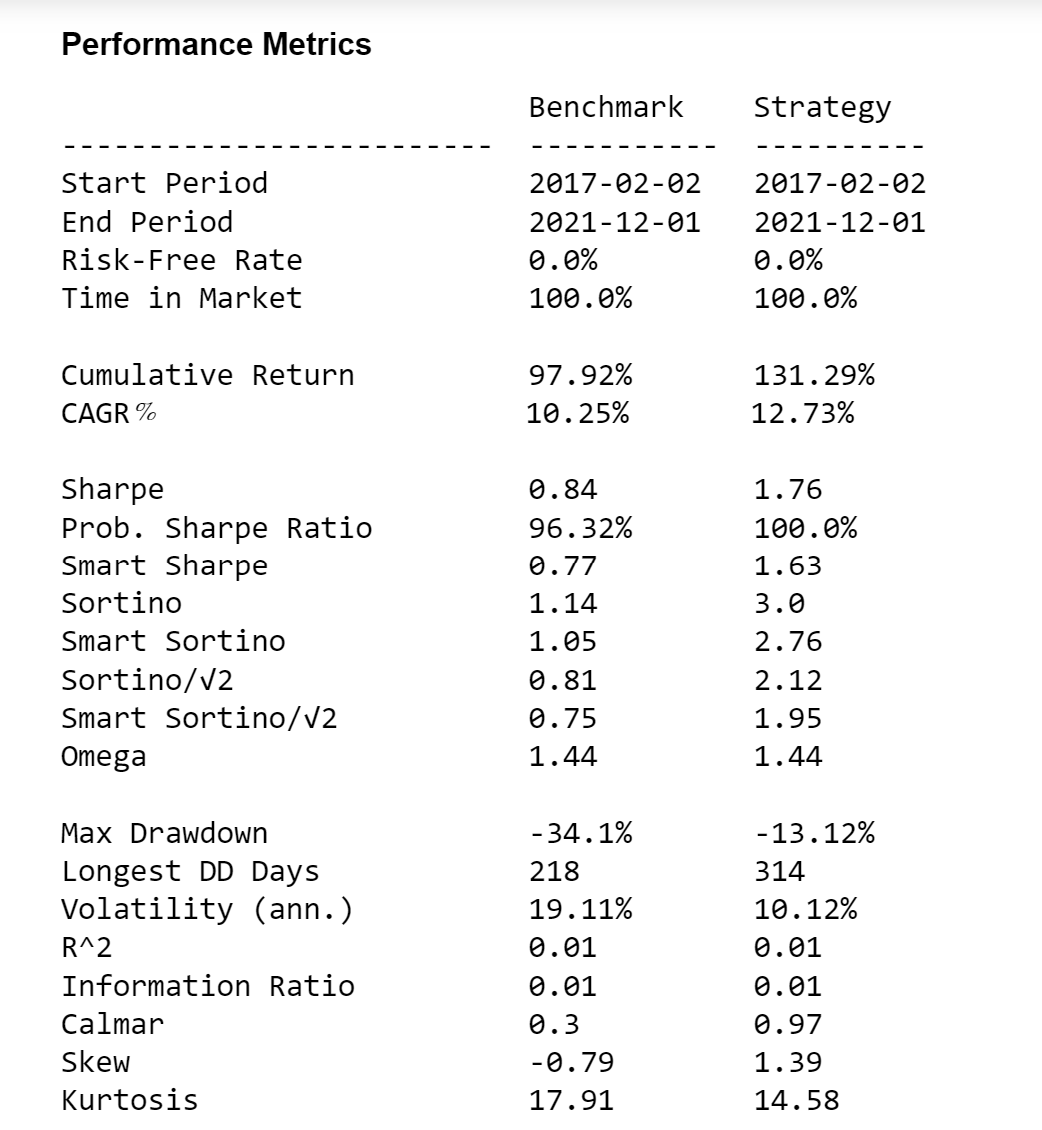 Performance Metrics
Benchmark Strategy
------------------------- ----------- ----------
Start Period 2017-02-02 2017-02-02
End Period 2021-12-01 2021-12-01
Risk-Free Rate 0.0% 0.0%
Time in Market 100.0% 100.0%
Cumulative Return 97.92% 131.29%
CAGR﹪ 10.25% 12.73%
Sharpe 0.84 1.76
Prob. Sharpe Ratio 96.32% 100.0%
Smart Sharpe 0.77 1.63
Sortino 1.14 3.0
Smart Sortino 1.05 2.76
Sortino/√2 0.81 2.12
Smart Sortino/√2 0.75 1.95
Omega 1.44 1.44
Max Drawdown -34.1% -13.12%
Longest DD Days 218 314
Volatility (ann.) 19.11% 10.12%
R^2 0.01 0.01
Information Ratio 0.01 0.01
Calmar 0.3 0.97
Skew -0.79 1.39
Kurtosis 17.91 14.58